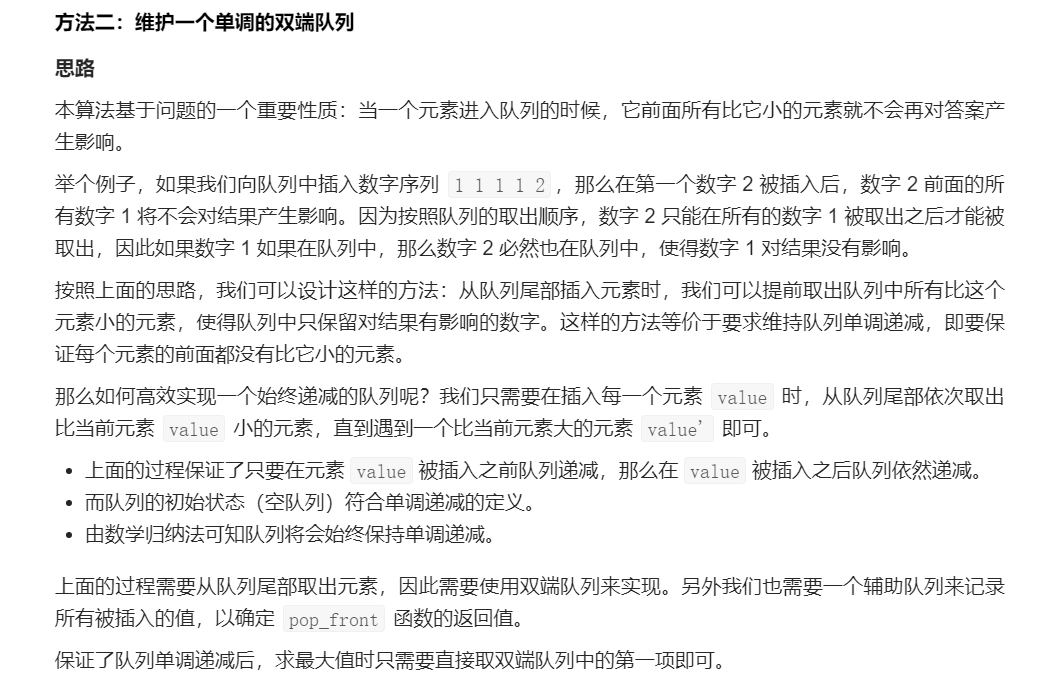 方法二：维护一个单调的双端队列
思路
本算法基于问题的一个重要性质：当一个元素进入队列的时候，它前面所有比它小的元素就不会再对答案产
生影响。
举个例子，如果我们向队列中插入数字序列 1 1 1 1 2 ，那么在第一个数字 2 被插入后，数字 2 前面的所
有数字 1 将不会对结果产生影响。因为按照队列的取出顺序，数字 2 只能在所有的数字 1 被取出之后才能被
取出，因此如果数字 1 如果在队列中，那么数字 2 必然也在队列中，使得数字 1 对结果没有影响。
按照上面的思路，我们可以设计这样的方法：从队列尾部插入元素时，我们可以提前取出队列中所有比这个
元素小的元素，使得队列中只保留对结果有影响的数字。这样的方法等价于要求维持队列单调递减，即要保
证每个元素的前面都没有比它小的元素。
那么如何高效实现一个始终递减的队列呢？我们只需要在插入每一个元素 value 时，从队列尾部依次取出
比当前元素 value 小的元素，直到遇到一个比当前元素大的元素 value' 即可。
• 上面的过程保证了只要在元素 value 被插入之前队列递减，那么在 value 被插入之后队列依然递减。
• 而队列的初始状态（空队列）符合单调递减的定义。
• 由数学归纳法可知队列将会始终保持单调递减。
上面的过程需要从队列尾部取出元素，因此需要使用双端队列来实现。另外我们也需要一个辅助队列来记录
所有被插入的值，以确定 pop_front 函数的返回值。
保证了队列单调递减后，求最大值时只需要直接取双端队列中的第一项即可。